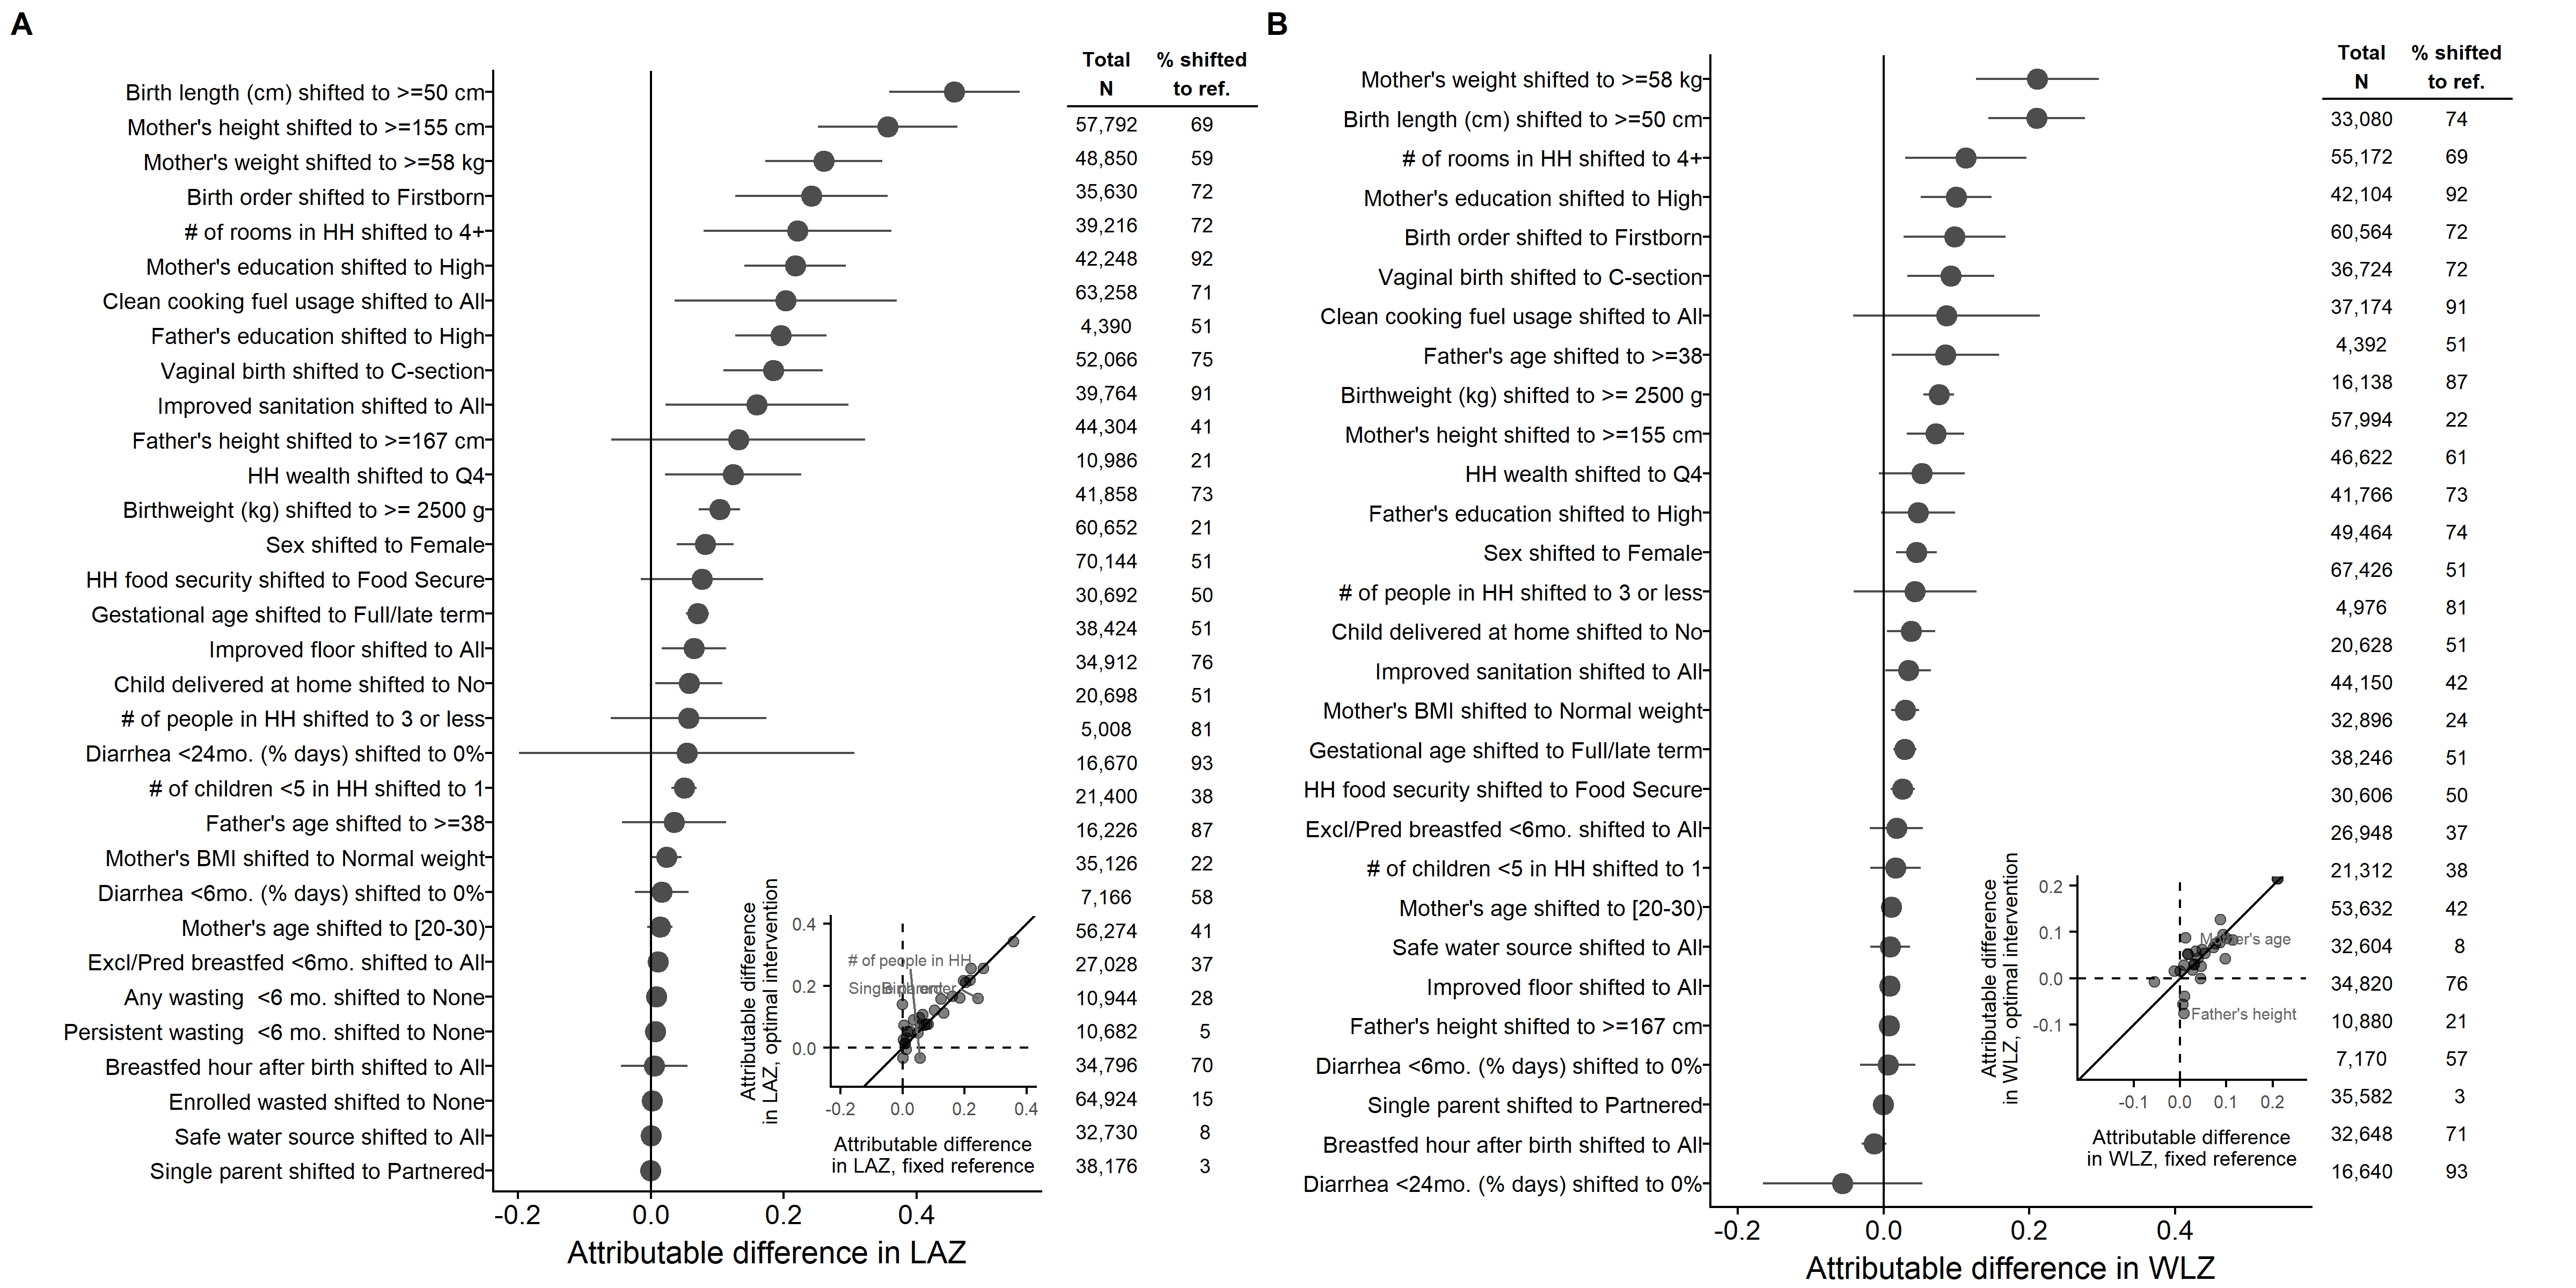 A
Total % shifted
N to ref.
Birth length (cm) shifted to >=50 cm
Mother's height shifted to >=155 cm
Mother's weight shifted to >=58 kg
Birth order shifted to Firstborn
# of rooms in HH shifted to 4+
Mother's education shifted to High
Clean cooking fuel usage shifted to All
Father's education shifted to High
Vaginal birth shifted to C-section
Improved sanitation shifted to All
Father's height shifted to >=167 cm
HH wealth shifted to Q4
Birthweight (kg) shifted to >= 2500 g
Sex shifted to Female
HH food security shifted to Food Secure
Gestational age shifted to Full/late term
Improved floor shifted to All
Child delivered at home shifted to No
# of people in HH shifted to 3 or less
Diarrhea <24mo. (% days) shifted to 0%
# of children <5 in HH shifted to 1
Father's age shifted to >=38
Mother's BMI shifted to Normal weight
Diarrhea <6mo. (% days) shifted to 0%
Mother's age shifted to [20-30)
Excl/Pred breastfed <6mo. shifted to All
Any wasting <6 mo. shifted to None
Persistent wasting <6 mo. shifted to None
Breastfed hour after birth shifted to All
Enrolled wasted shifted to None
Safe water source shifted to All
Single parent shifted to Partnered
57,792 69
48,850 59
35,630 72
39,216 72
42,248 92
63,258 71
4,390 51
52,066 75
39,764 91
44,304 41
10,986 21
41,858 73
60,652 21
70,144 51
30,692 50
38,424 51
34,912 76
20,698 51
5,008 81
16,670 93
21,400 38
16,226 87
35,126 22
7,166 58
56,274 41
27,028 37
10,944 28
10,682 5
34,796 70
64,924 15
32,730 8
38,176 3
Attributable difference
in LAZ, optimal intervention
0.4
0.2
0.0
# of people in HH
Single parent
Birth order
-0.2 0.0 0.2 0.4
Attributable difference
in LAZ, fixed reference
-0.2 0.0 0.2 0.4
Attributable difference in LAZ
B
Total % shifted
N to ref.
Mother's weight shifted to >=58 kg
Birth length (cm) shifted to >=50 cm
# of rooms in HH shifted to 4+
Mother's education shifted to High
Birth order shifted to Firstborn
Vaginal birth shifted to C-section
Clean cooking fuel usage shifted to All
Father's age shifted to >=38
Birthweight (kg) shifted to >= 2500 g
Mother's height shifted to >=155 cm
HH wealth shifted to Q4
Father's education shifted to High
Sex shifted to Female
# of people in HH shifted to 3 or less
Child delivered at home shifted to No
Improved sanitation shifted to All
Mother's BMI shifted to Normal weight
Gestational age shifted to Full/late term
HH food security shifted to Food Secure
Excl/Pred breastfed <6mo. shifted to All
# of children <5 in HH shifted to 1
Mother's age shifted to [20-30)
Safe water source shifted to All
Improved floor shifted to All
Father's height shifted to >=167 cm
Diarrhea <6mo. (% days) shifted to 0%
Single parent shifted to Partnered
Breastfed hour after birth shifted to All
Diarrhea <24mo. (% days) shifted to 0%
33,080 74
55,172 69
42,104 92
60,564 72
36,724 72
37,174 91
4,392 51
16,138 87
57,994 22
46,622 61
41,766 73
49,464 74
67,426 51
4,976 81
20,628 51
44,150 42
32,896 24
38,246 51
30,606 50
26,948 37
21,312 38
53,632 42
32,604 8
34,820 76
10,880 21
7,170 57
35,582 3
32,648 71
16,640 93
Attributable difference
in WLZ, optimal intervention
0.2
0.1
0.0
-0.1
Mother's age
Father's height
-0.1 0.0 0.1 0.2
Attributable difference
in WLZ, fixed reference
-0.2 0.0 0.2 0.4
Attributable difference in WLZ